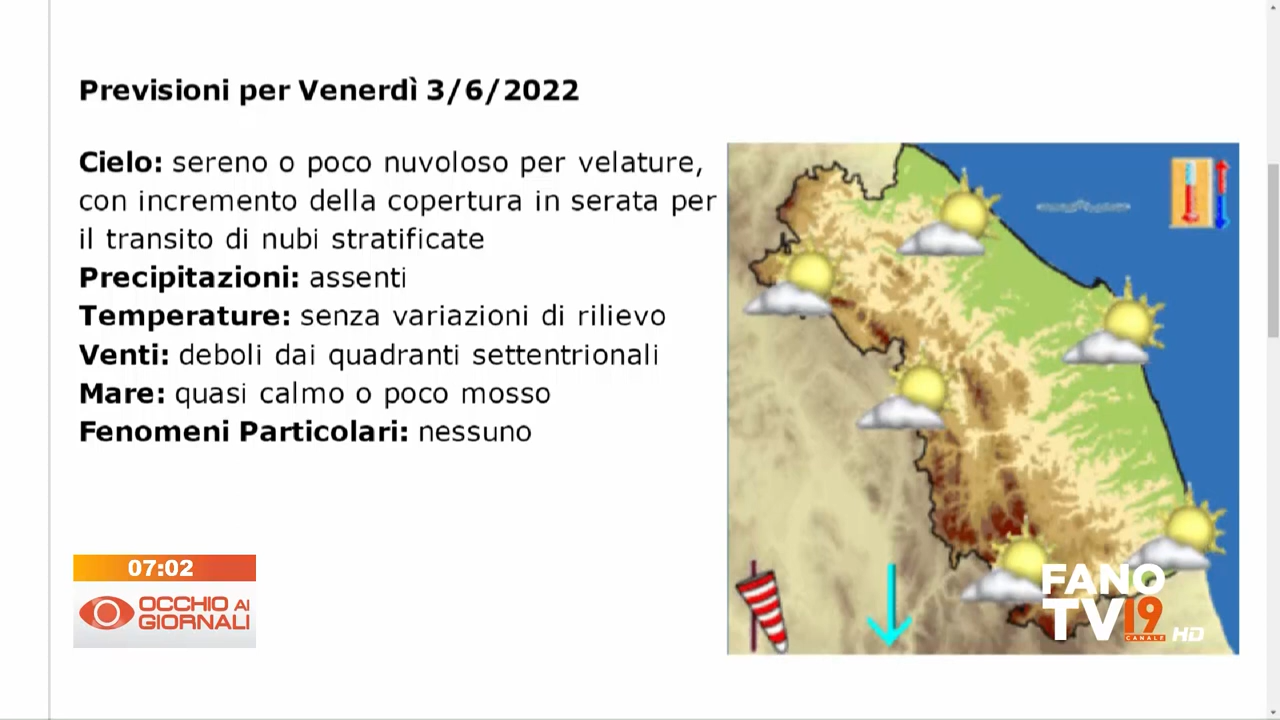 Previsioni per Venerdì 3/6/2022
Cielo: sereno o poco nuvoloso per velature,
con incremento della copertura in serata per
il transito di nubi stratificate
Precipitazioni: assenti
Temperature: senza variazioni di rilievo
Venti: deboli dai quadranti settentrionali
Mare: quasi calmo o poco mosso
Fenomeni Particolari: nessuno
07:02
OCCHIO AI
GIORNALI
FANO
TV19
CANALE
HD